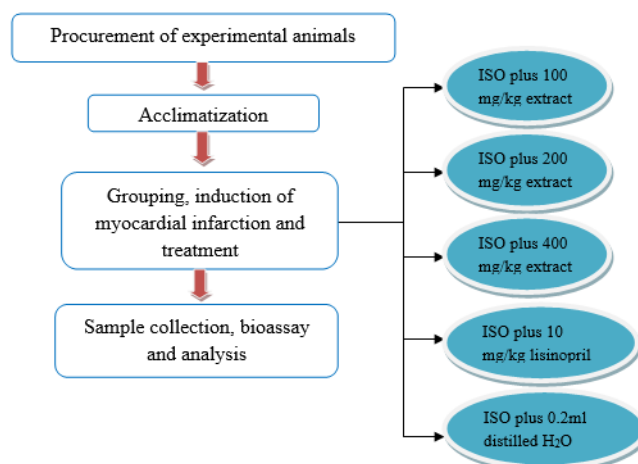 Procurement of experimental animals
Acclimatization
Grouping, induction of
myocardial infarction and
treatment
Sample collection, bioassay
and analysis
ISO plus 100
mg/kg extract
ISO plus 200
mg/kg extract
ISO plus 400
mg/kg extract
ISO plus 10
mg/kg lisinopril
ISO plus 0.2ml
distilled H₂O